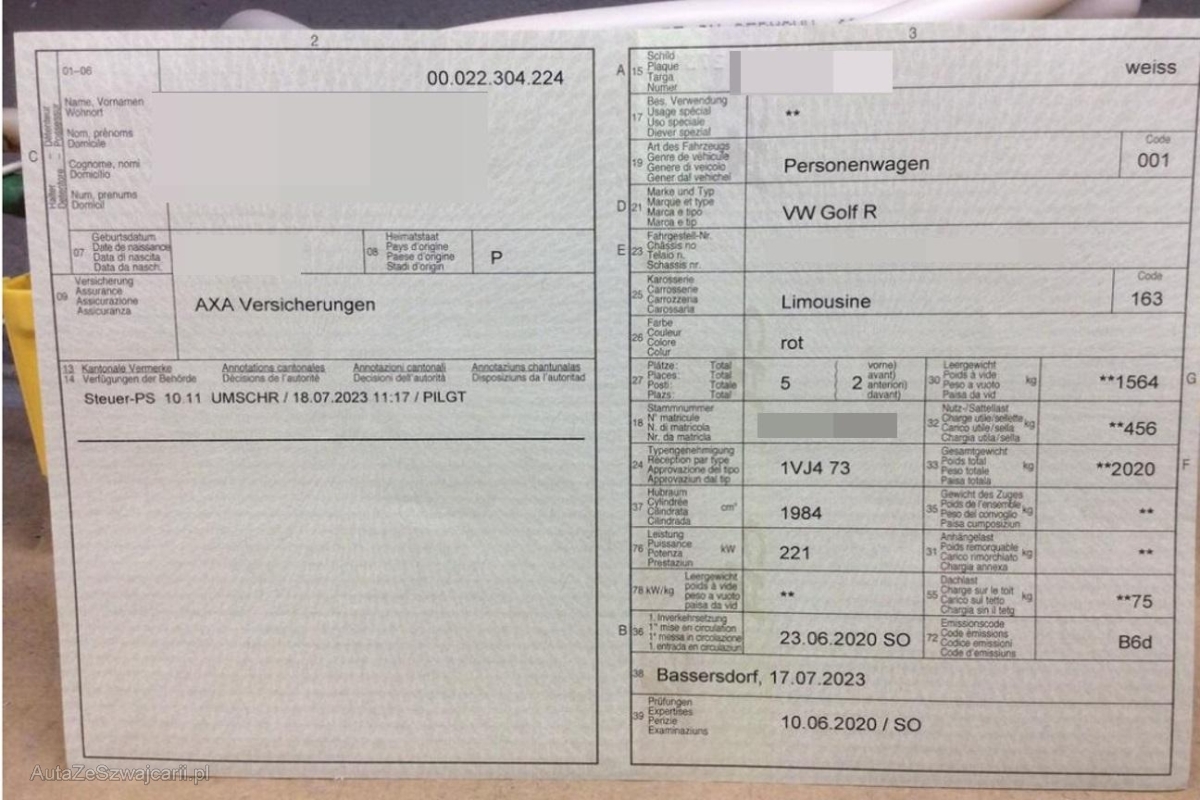 2
01-06
00.022.304.224
C
Halter
Détenteur
Detentore
Possessur
Name, Vornamen
Wohnort
Nom, prénoms
Domicile
Cognome, nomi
Domicilio
Num, prenums
Domicil
07
Geburtsdatum
Date de naissance
Data di nascita
Data da nasch.
08
Heimatstaat
Pays d'origine
Paese d'origine
Stadi d'origin
P
09
Versicherung
Assurance
Assicurazione
Assicuranza
AXA Versicherungen
13 Kantonale Vermerke Annotations cantonales Annotazioni cantonali Annotaziuns chantunalas
14 Verfügungen der Behörde Décisions de l'autorité Decisioni dell'autorità Disposiziuns da l'autoritad
Steuer-PS 10.11 UMSCHR / 18.07.2023 11:17 / PILGT
3
A 15
Schild
Plaque
Targa
Numer
weiss
17
Bes. Verwendung
Usage spécial
Uso speciale
Diever spezial
**
19
Art des Fahrzeugs
Genre de véhicule
Genere di veicolo
Gener dal vehichel
Personenwagen
Code
001
D 21
Marke und Typ
Marque et type
Marca e tipo
Marca e tip
VW Golf R
E 23
Fahrgestell-Nr.
Châssis no
Telaio n.
Schassis nr.
25
Karosserie
Carrosserie
Carrozzeria
Carossaria
Limousine
Code
163
26
Farbe
Couleur
Colore
Colur
rot
27
Plätze: Total
Places: Total
Posti: Totale
Plazs: Total
5
2
vorne)
avant)
anteriori)
davant)
30
Leergewicht
Poids à vide
Peso a vuoto
Paisa da vid
kg
**1564
G
18
Stammnummer
N° matricule
N. di matricola
Nr. da matricla
32
Nutz-/Sattellast
Charge utile/sellette
Carico utile/sella
Chargia utila/sella
kg
**456
24
Typengenehmigung
Réception par type
Approvazione del tipo
Approvaziun dal tip
1VJ4 73
33
Gesamtgewicht
Poids total
Peso totale
Paisa totala
kg
**2020
F
37
Hubraum
Cylindrée
Cilindrata
Cilindrada
cm³
1984
35
Gewicht des Zuges
Poids de l'ensemble
Peso del convoglio
Paisa cumposiziun
kg
**
76
Leistung
Puissance
Potenza
Prestaziun
kW
221
31
Anhängelast
Poids remorquable
Carico rimorchiato
Chargia annexa
kg
**
78 kW/kg
Leergewicht
poids à vide
peso a vuoto
paisa da vid
**
55
Dachlast
Charge sur le toit
Carico sul tetto
Chargia sin il tetg
kg
**75
B 36
1. Inverkehrsetzung
1re mise en circulation
1a messa in circolazione
1. entrada en circulaziun
23.06.2020 SO
72
Emissionscode
Code émissions
Codice emissioni
Code d'emissiuns
B6d
38
Bassersdorf, 17.07.2023
39
Prüfungen
Expertises
Perizie
Examinaziuns
10.06.2020 / SO
AutaZeSzwajcarii.pl